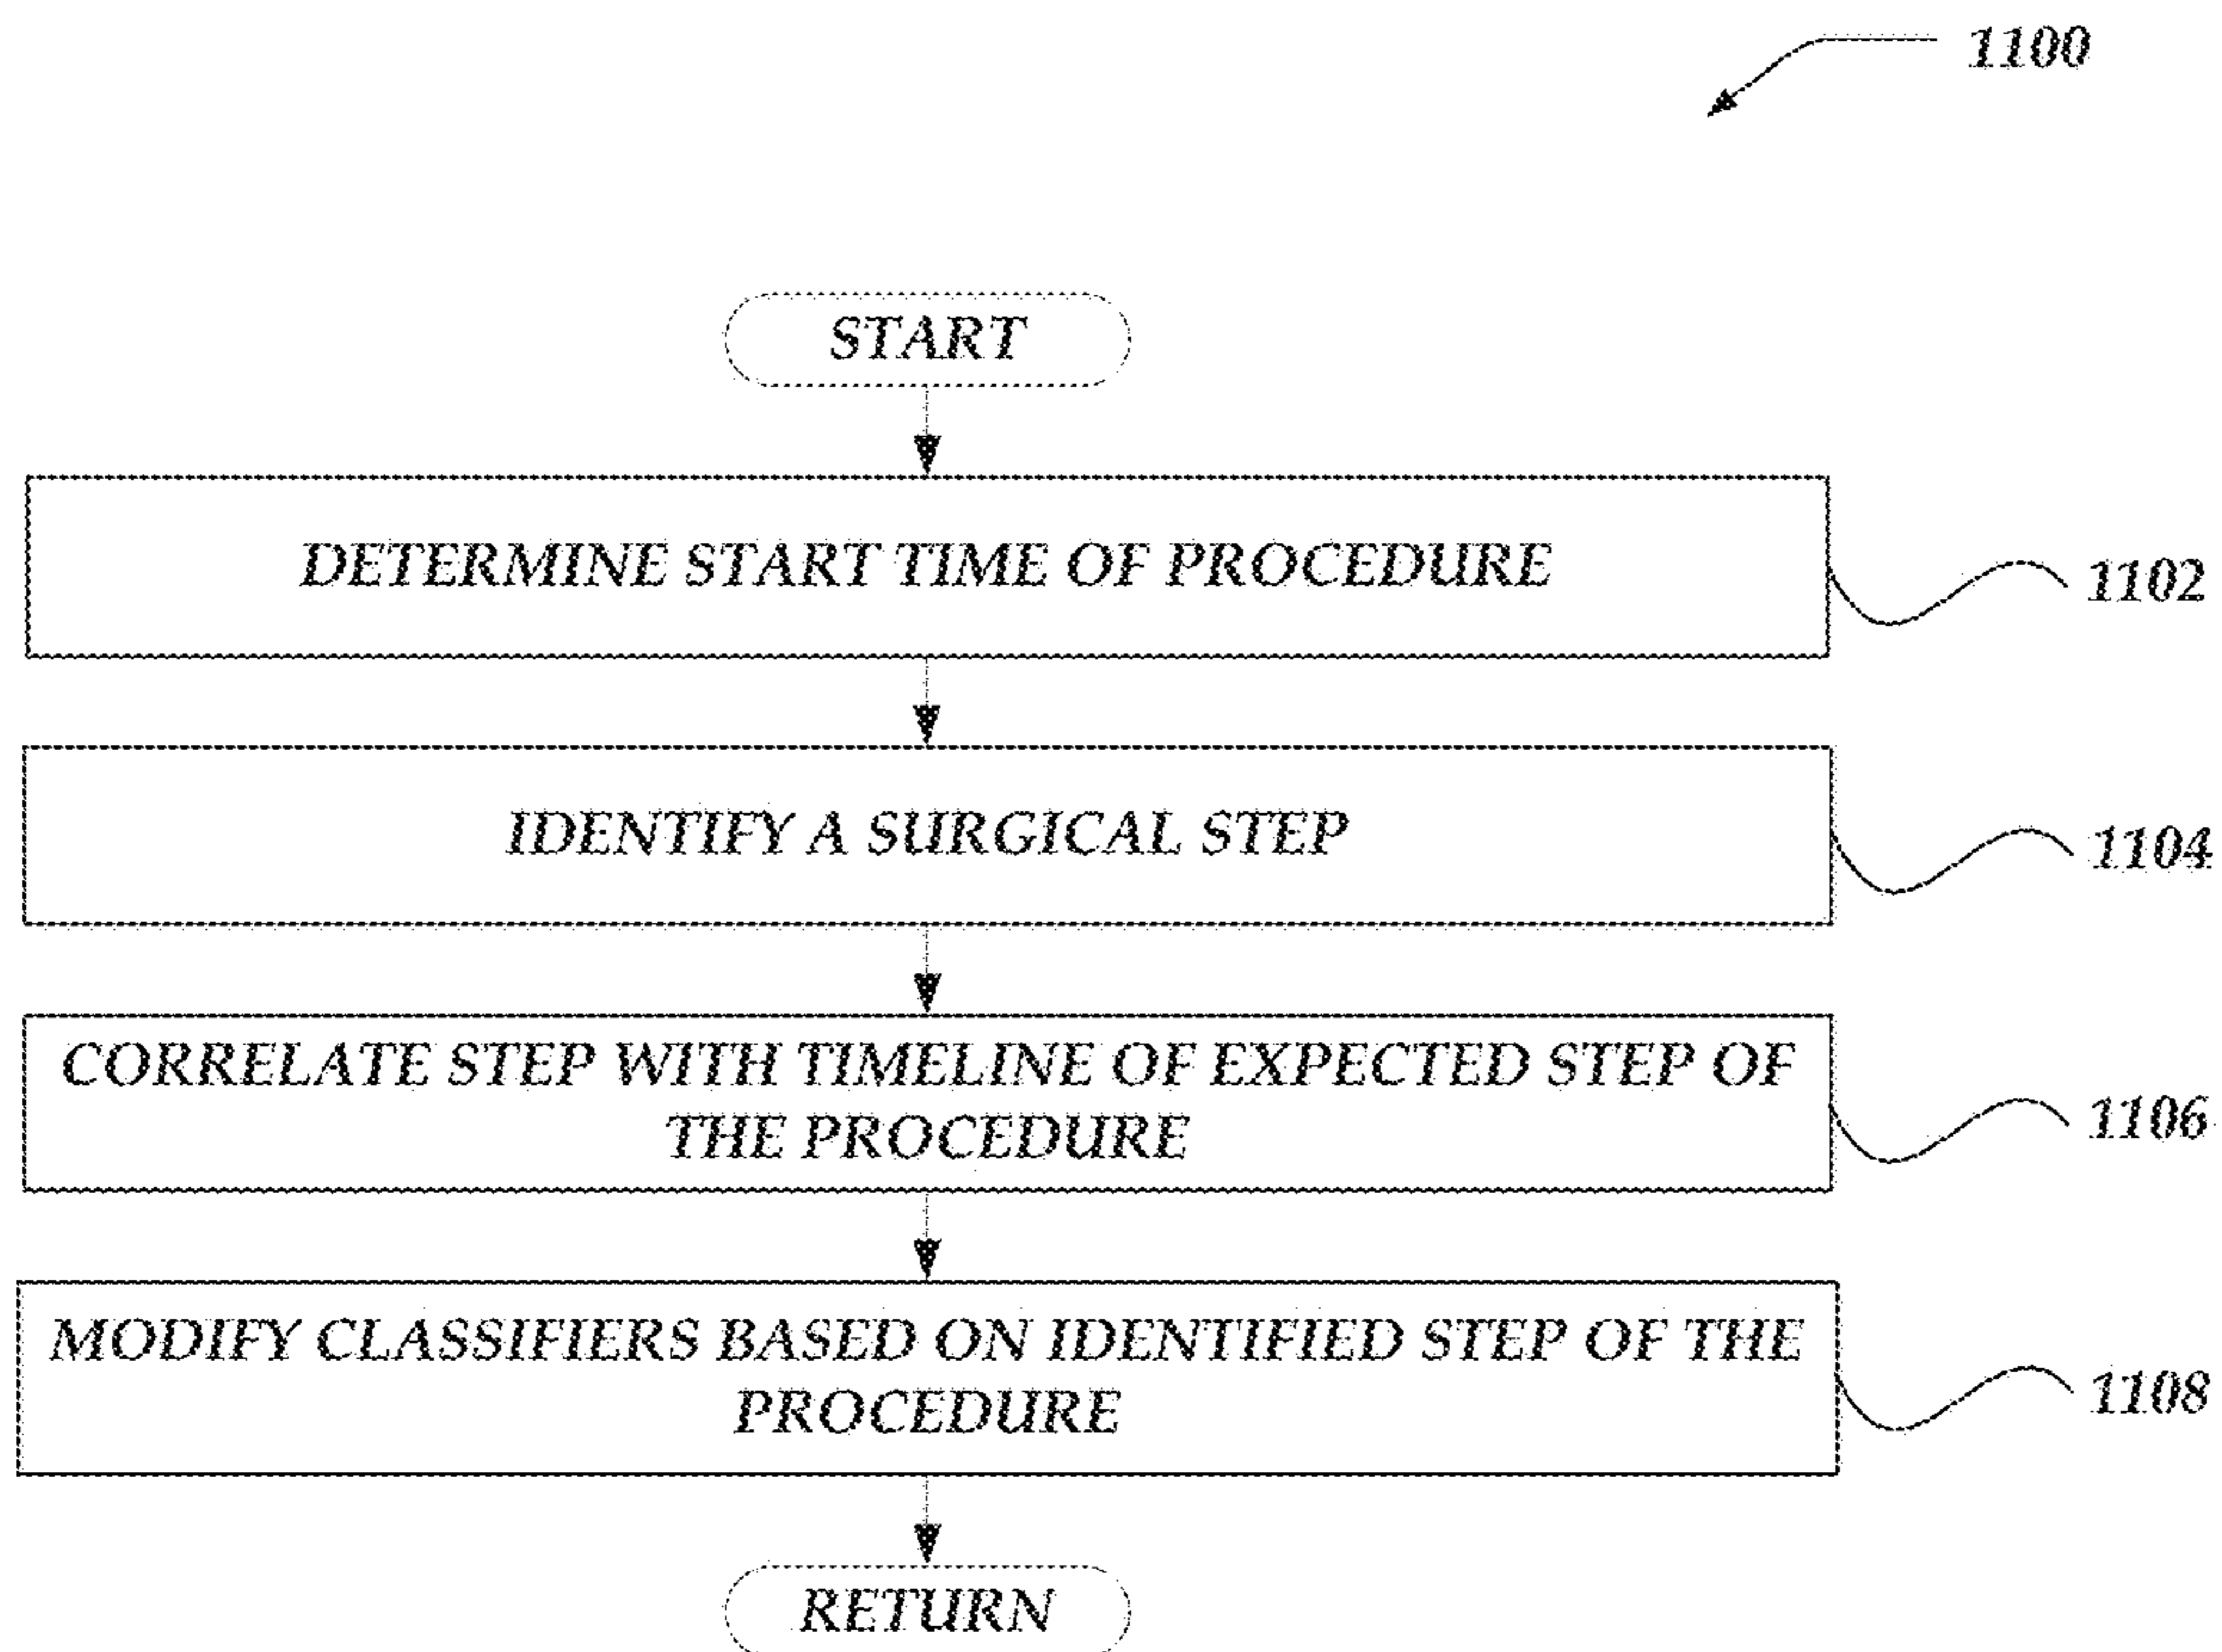 1100
START
DETERMINE START TIME OF PROCEDURE
1102
IDENTIFY A SURGICAL STEP
1104
CORRELATE STEP WITH TIMELINE OF EXPECTED STEP OF
THE PROCEDURE
1106
MODIFY CLASSIFIERS BASED ON IDENTIFIED STEP OF THE
PROCEDURE
1108
RETURN